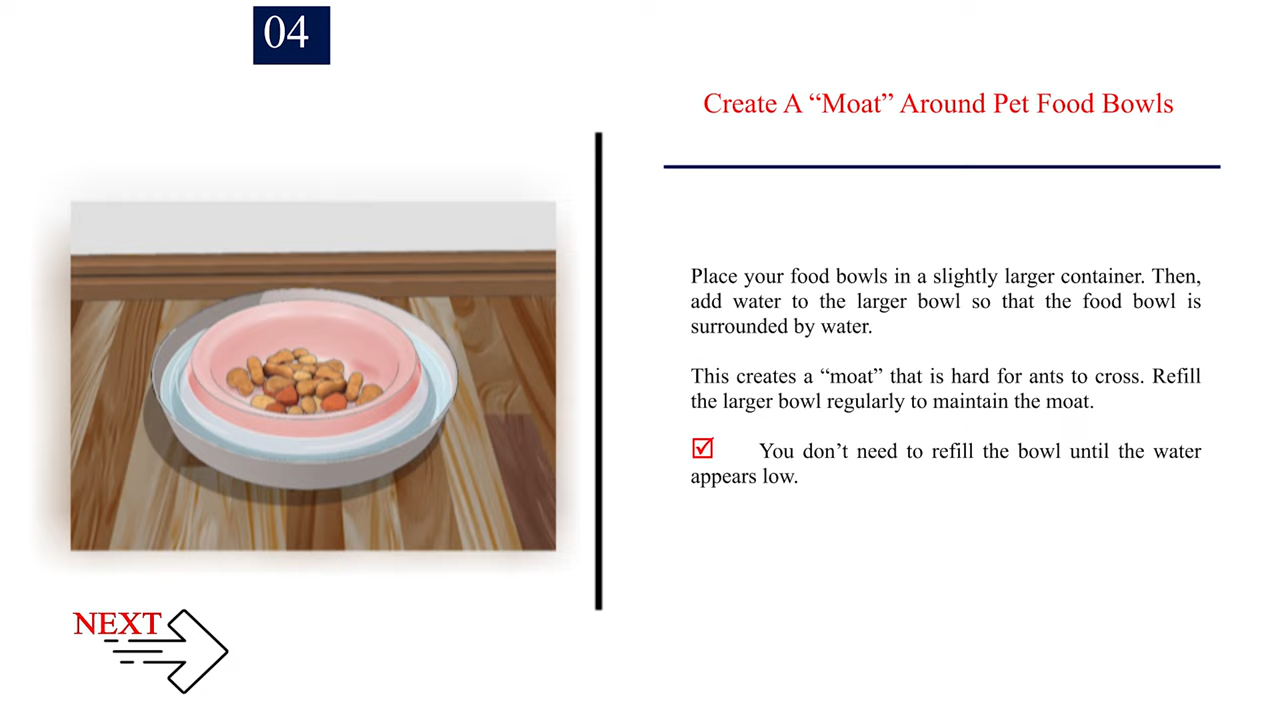 04
Create A “Moat” Around Pet Food Bowls
Place your food bowls in a slightly larger container. Then,
add water to the larger bowl so that the food bowl is
surrounded by water.
This creates a “moat” that is hard for ants to cross. Refill
the larger bowl regularly to maintain the moat.
You don’t need to refill the bowl until the water
appears low.
NEXT